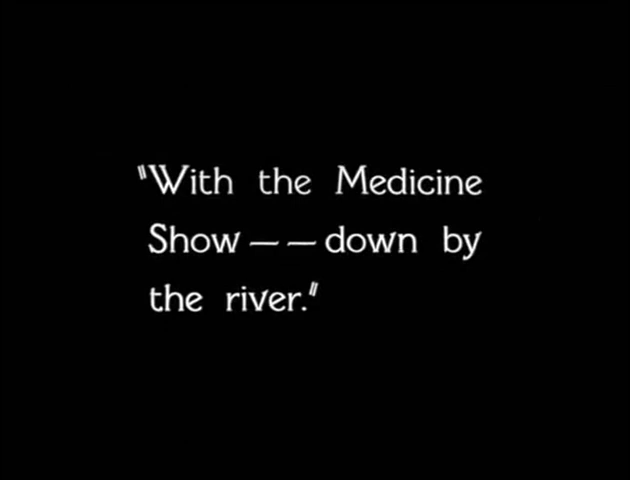 "With the Medicine
Show — — down by
the river."